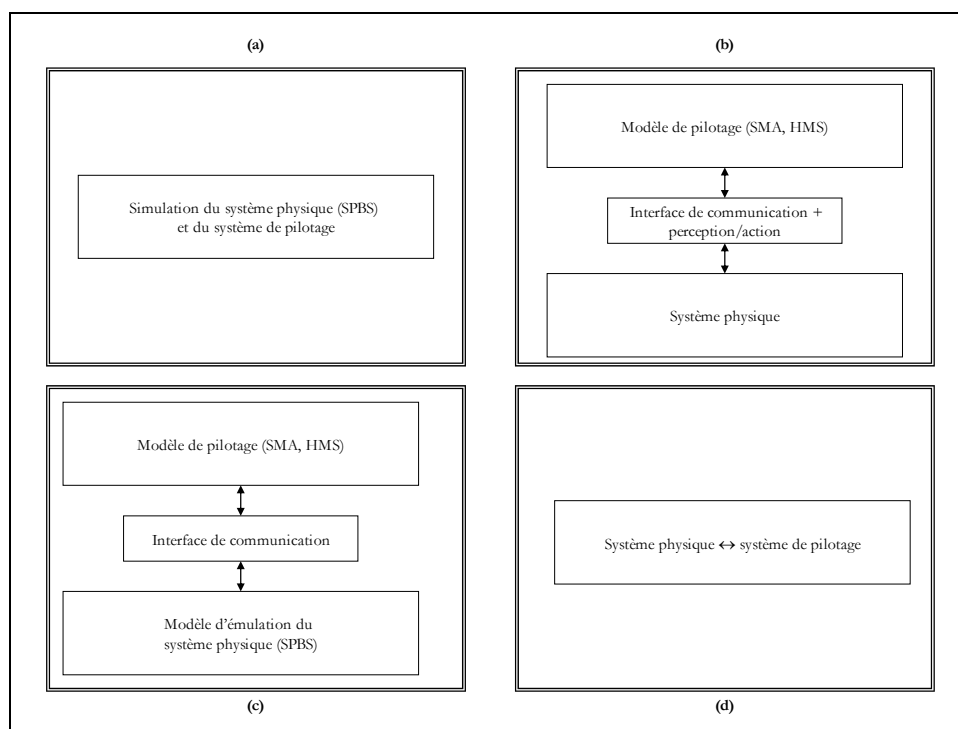 (a)
Simulation du système physique (SPBS)
et du système de pilotage
(b)
Modèle de pilotage (SMA, HMS)
Interface de communication +
perception/action
Système physique
Modèle de pilotage (SMA, HMS)
Interface de communication
Modèle d'émulation du
système physique (SPBS)
(c)
Système physique ↔ système de pilotage
(d)